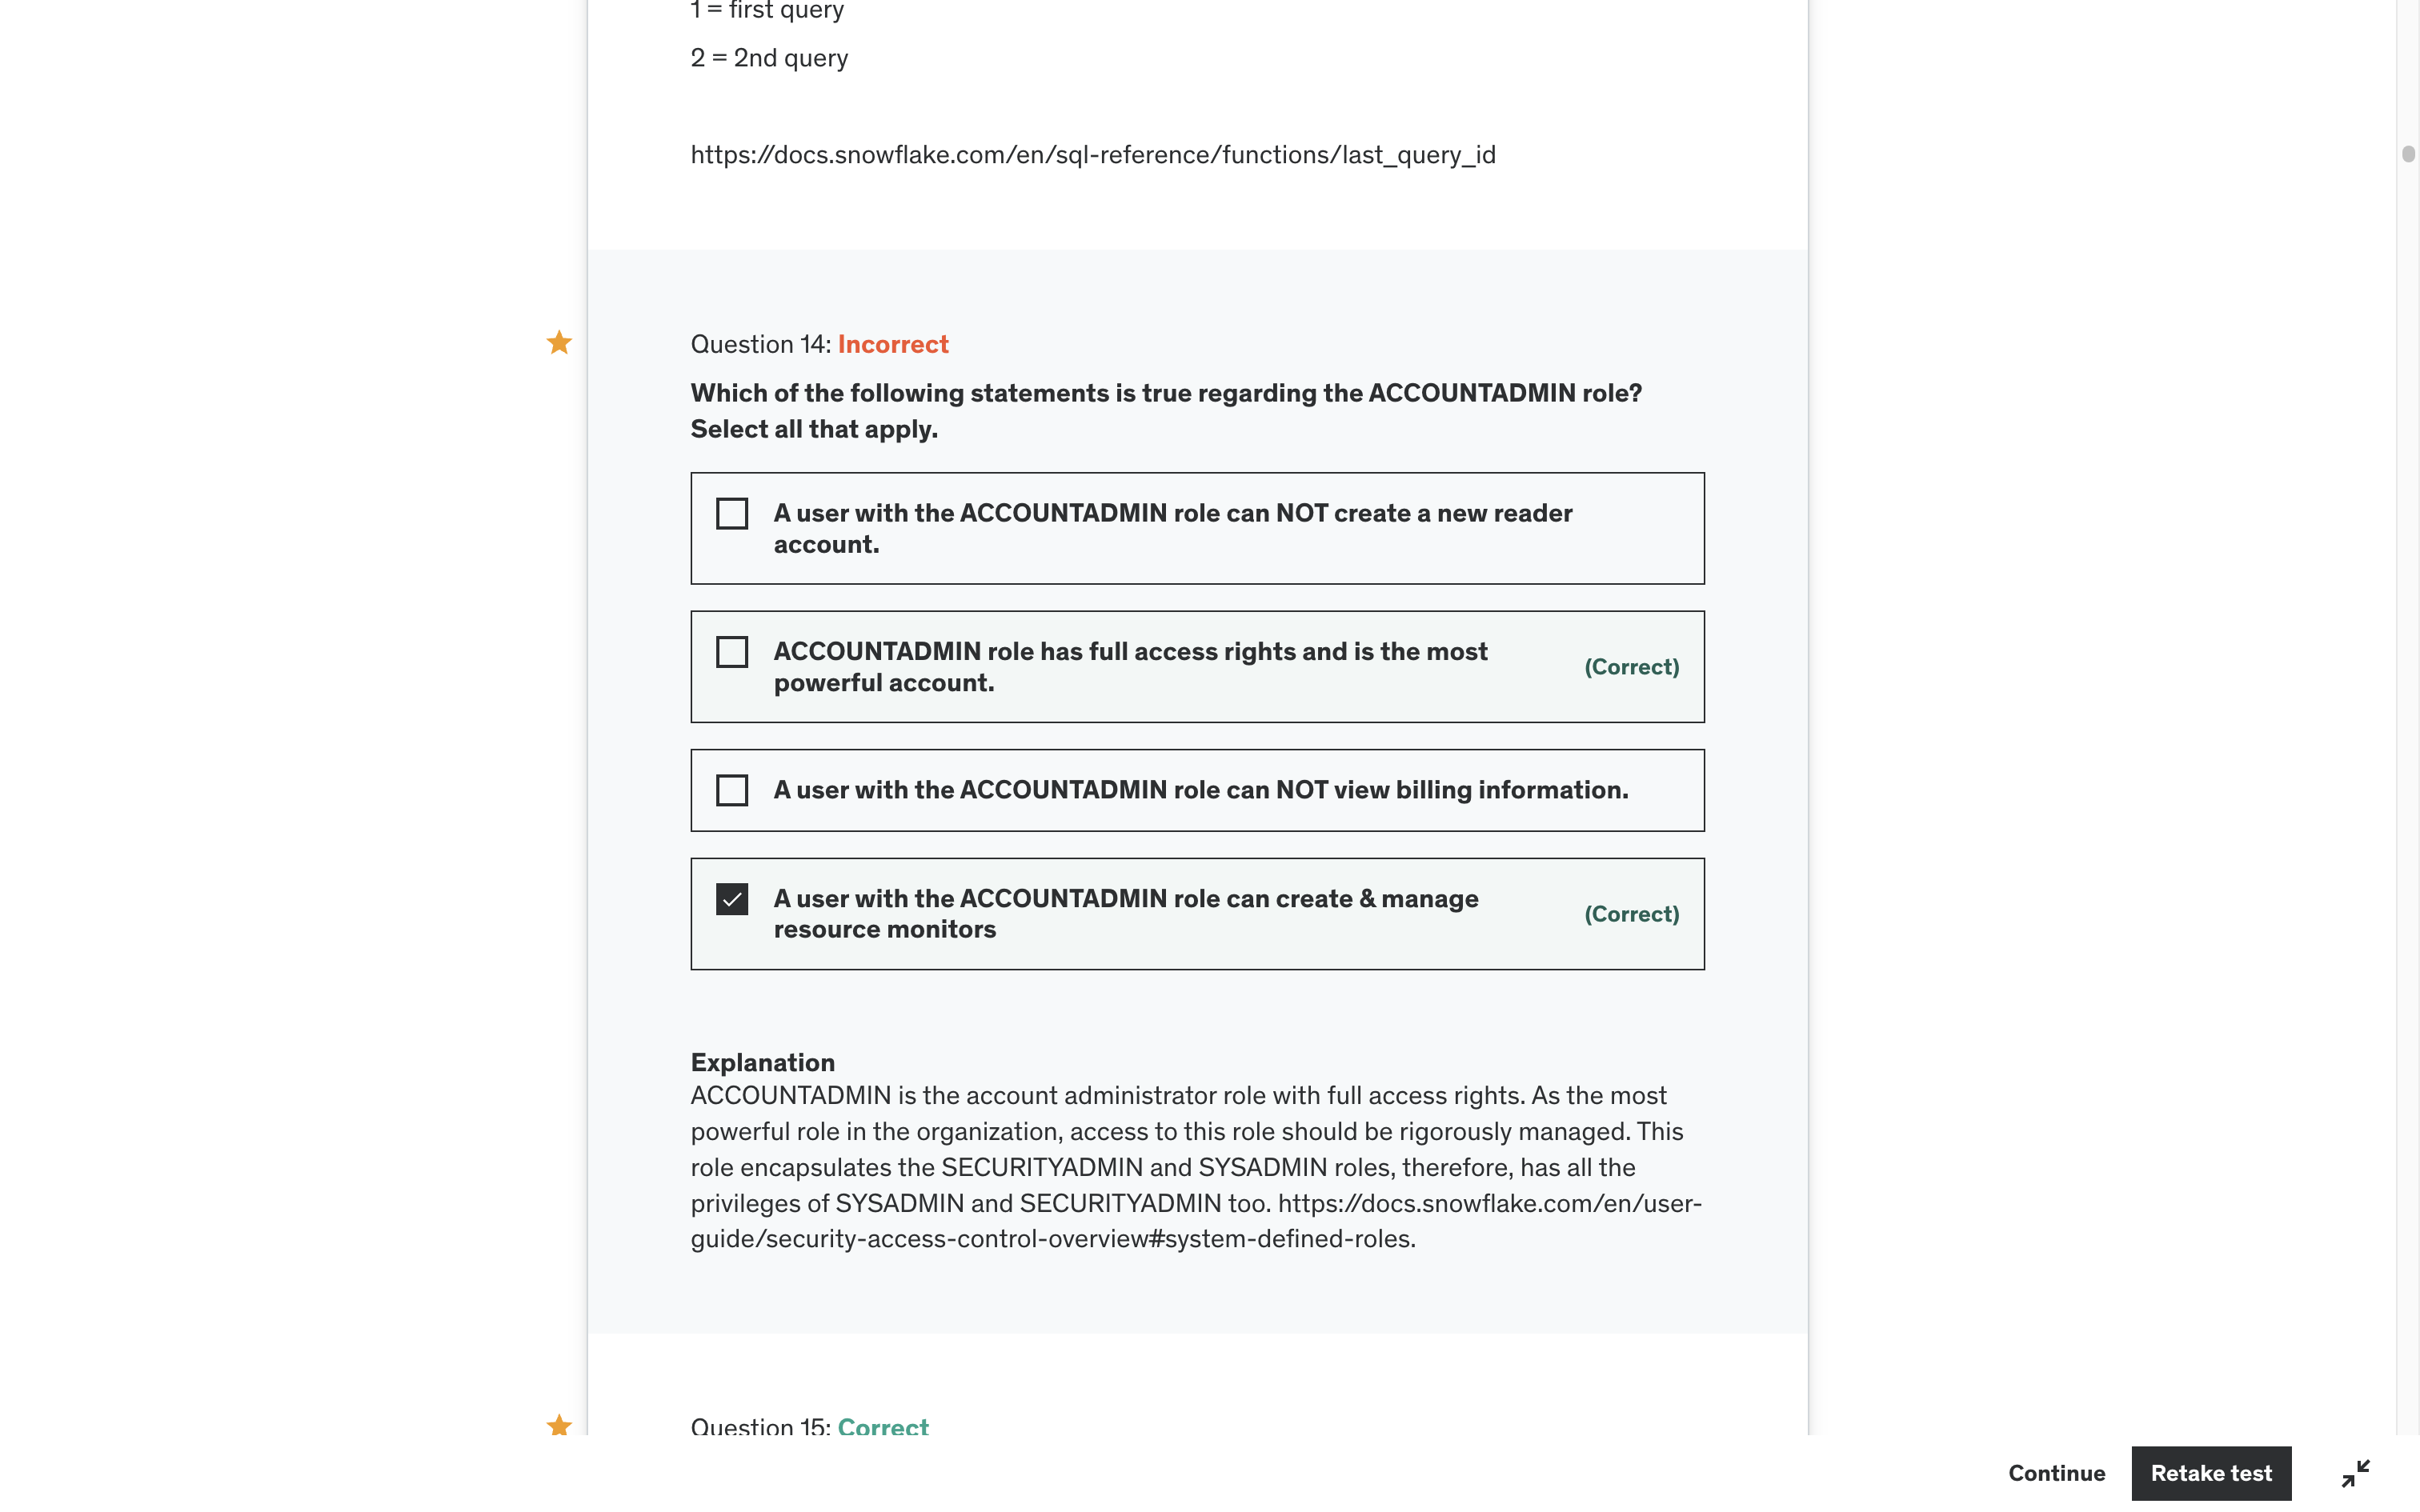 1 = first query
2 = 2nd query
https://docs.snowflake.com/en/sql-reference/functions/last_query_id
Question 14: Incorrect
Which of the following statements is true regarding the ACCOUNTADMIN role?
Select all that apply.
A user with the ACCOUNTADMIN role can NOT create a new reader
account.
ACCOUNTADMIN role has full access rights and is the most
powerful account.
(Correct)
A user with the ACCOUNTADMIN role can NOT view billing information.
A user with the ACCOUNTADMIN role can create & manage
resource monitors
(Correct)
Explanation
ACCOUNTADMIN is the account administrator role with full access rights. As the most
powerful role in the organization, access to this role should be rigorously managed. This
role encapsulates the SECURITYADMIN and SYSADMIN roles, therefore, has all the
privileges of SYSADMIN and SECURITYADMIN too. https://docs.snowflake.com/en/user-
guide/security-access-control-overview#system-defined-roles.
Question 15: Correct
Continue
Retake test